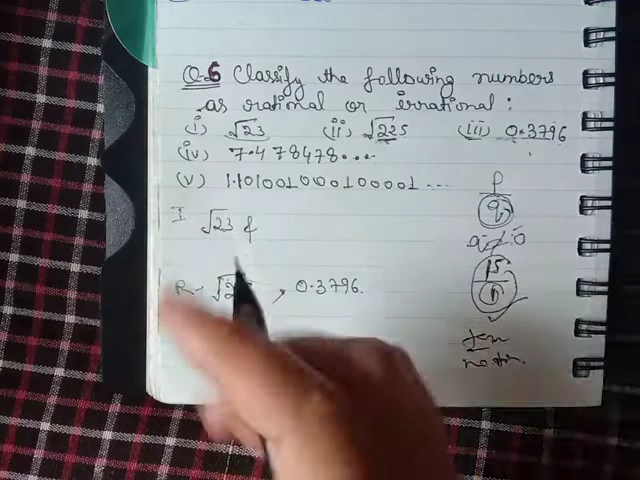 Q.6 Classify the following numbers
as rational or irrational :
(i) √23 (ii) √225 (iii) 0.3796
(iv) 7.478478....
(v) 1.101001000100001...
p
q
q ≠ 0
I √23 &
15
1
R- , 0.3796.